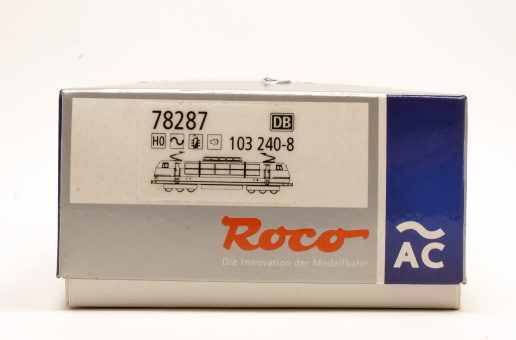 78287 DB
H0 103 240-8
Roco
Die Innovation der Modellbahn
AC